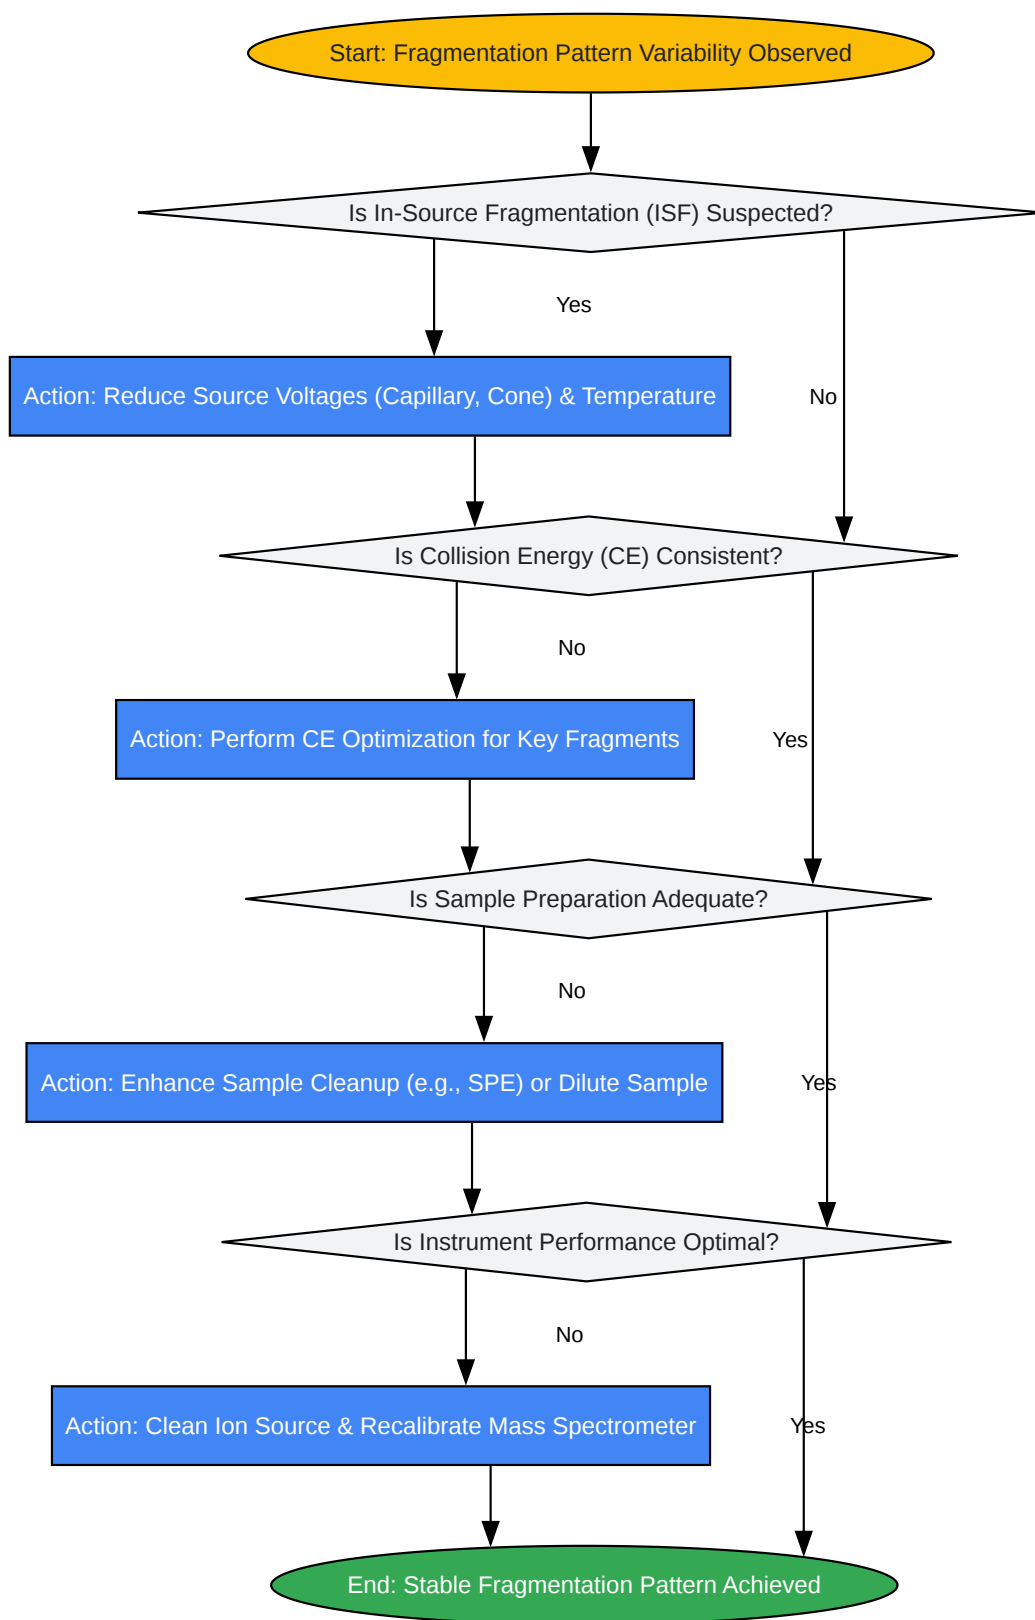 Start: Fragmentation Pattern Variability Observed
Is In-Source Fragmentation (ISF) Suspected?
Yes
Action: Reduce Source Voltages (Capillary, Cone) & Temperature
No
Is Collision Energy (CE) Consistent?
No
Action: Perform CE Optimization for Key Fragments
Yes
Is Sample Preparation Adequate?
No
Action: Enhance Sample Cleanup (e.g., SPE) or Dilute Sample
Yes
Is Instrument Performance Optimal?
No
Action: Clean Ion Source & Recalibrate Mass Spectrometer
Yes
End: Stable Fragmentation Pattern Achieved